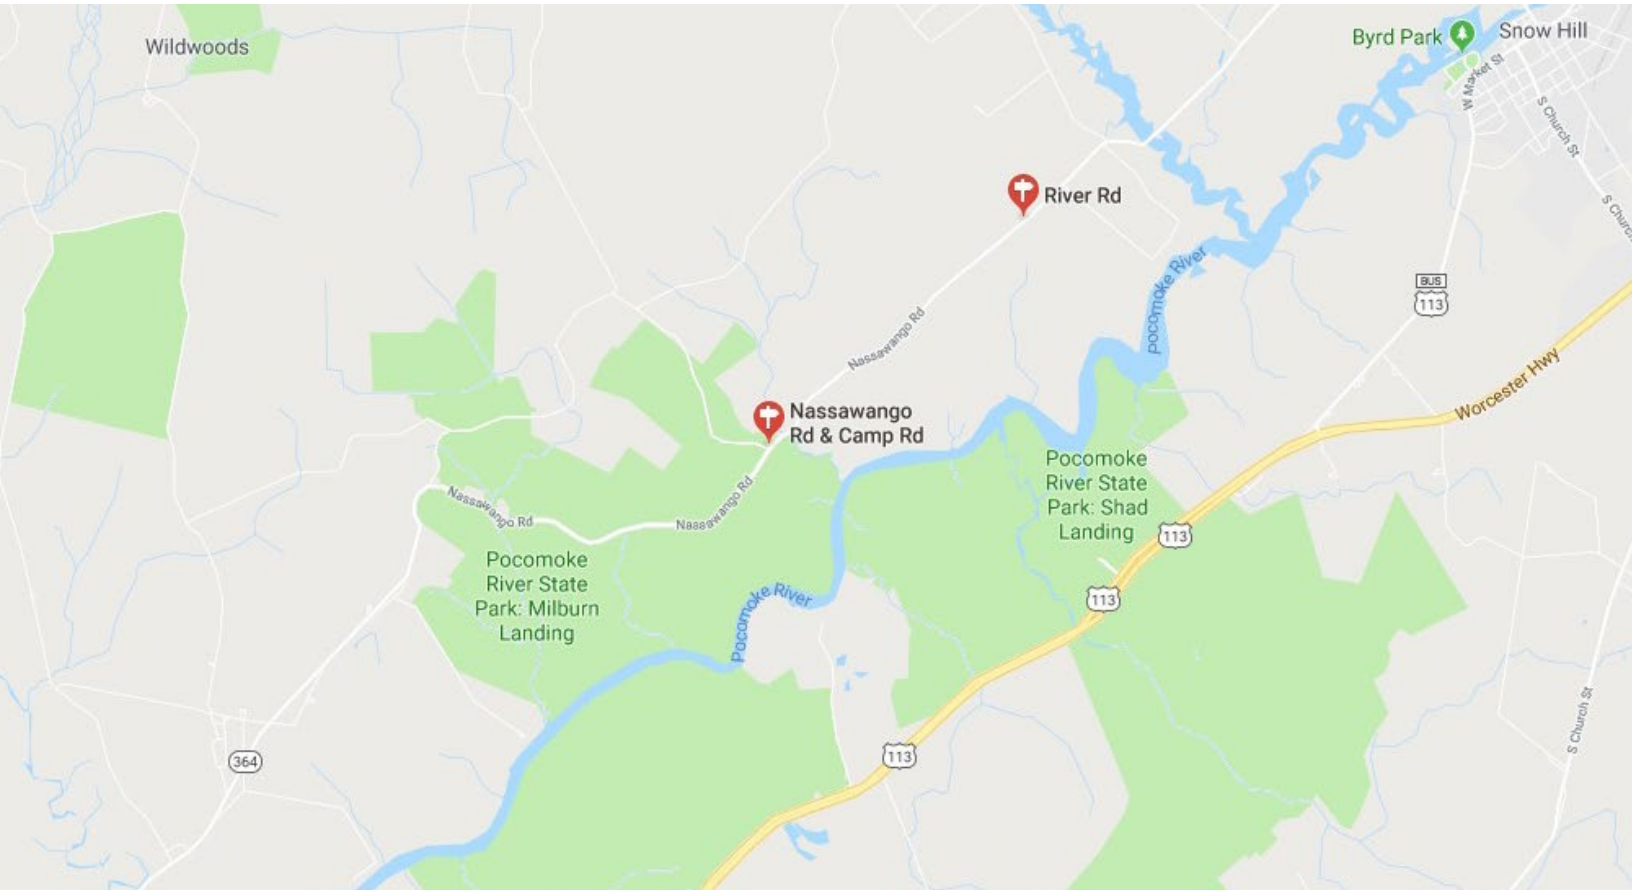 Wildwoods
Byrd Park
Snow Hill
W Market St
S Church St
S Church
River Rd
Pocomoke River
BUS
113
Nassawango Rd
Worcester Hwy
Nassawango
Rd & Camp Rd
Pocomoke
River State
Park: Shad
Landing
Nassawango Rd
Nassawango Rd
113
Pocomoke
River State
Park: Milburn
Landing
Pocomoke River
113
S Church St
113
364